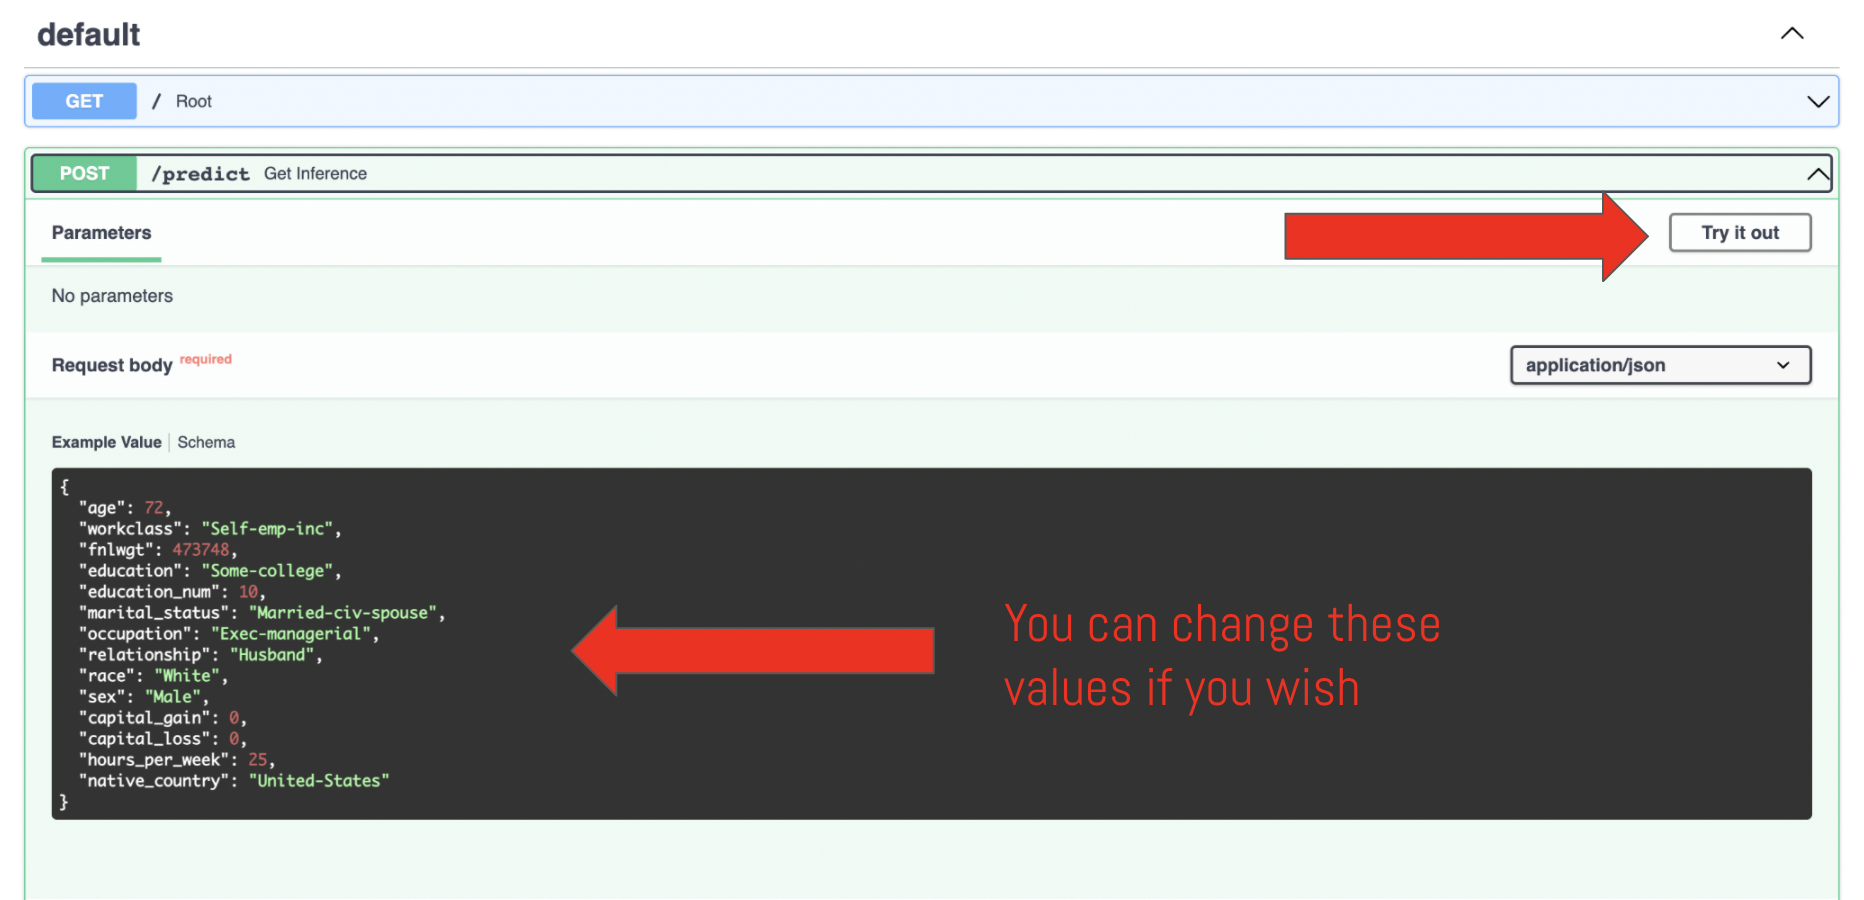 default
GET / Root
POST /predict Get Inference
Parameters
Try it out
No parameters
Request body required
application/json
Example Value | Schema
{
  "age": 72,
  "workclass": "Self-emp-inc",
  "fnlwgt": 473748,
  "education": "Some-college",
  "education_num": 10,
  "marital_status": "Married-civ-spouse",
  "occupation": "Exec-managerial",
  "relationship": "Husband",
  "race": "White",
  "sex": "Male",
  "capital_gain": 0,
  "capital_loss": 0,
  "hours_per_week": 25,
  "native_country": "United-States"
}
You can change these
values if you wish